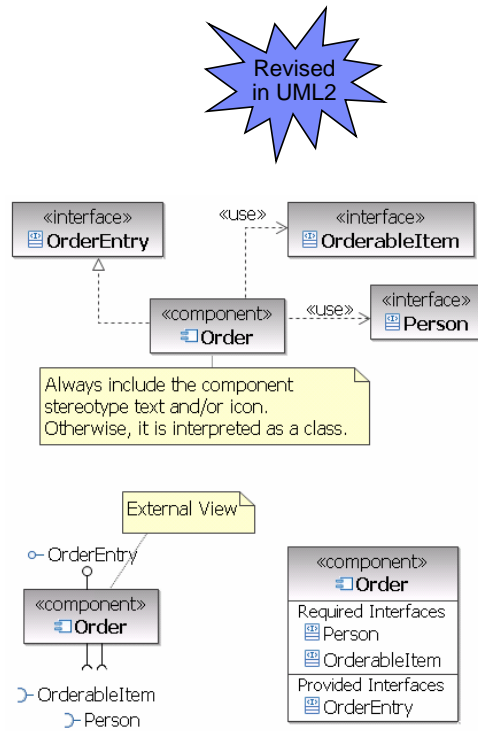 Revised
in UML2
«interface»
OrderEntry
«use»
«interface»
OrderableItem
«component»
Order
«use»
«interface»
Person
Always include the component
stereotype text and/or icon.
Otherwise, it is interpreted as a class.
External View
OrderEntry
«component»
Order
OrderableItem
Person
«component»
Order
Required Interfaces
Person
OrderableItem
Provided Interfaces
OrderEntry